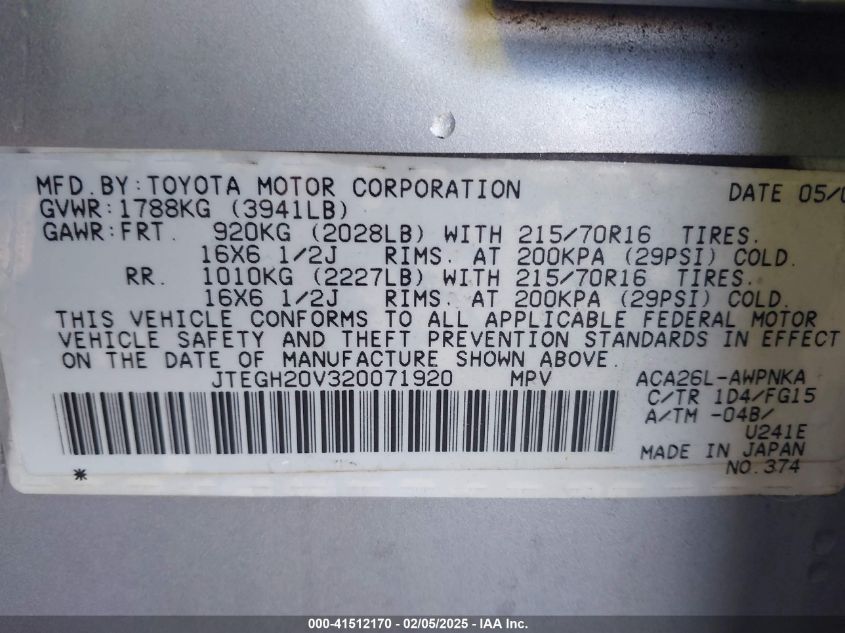 MFD. BY: TOYOTA MOTOR CORPORATION DATE 05/0
GVWR: 1788KG (3941LB)
GAWR: FRT. 920KG (2028LB) WITH 215/70R16 TIRES.
16X6 1/2J RIMS. AT 200KPA (29PSI) COLD.
RR. 1010KG (2227LB) WITH 215/70R16 TIRES.
16X6 1/2J RIMS. AT 200KPA (29PSI) COLD.
THIS VEHICLE CONFORMS TO ALL APPLICABLE FEDERAL MOTOR
VEHICLE SAFETY AND THEFT PREVENTION STANDARDS IN EFFECT
ON THE DATE OF MANUFACTURE SHOWN ABOVE.
JTEGH20V320071920 MPV ACA26L-AWPNKA
C/TR 1D4/FG15
A/TM -04B/
U241E
MADE IN JAPAN
* NO. 374
000-41512170 - 02/05/2025 - JTA Inc.